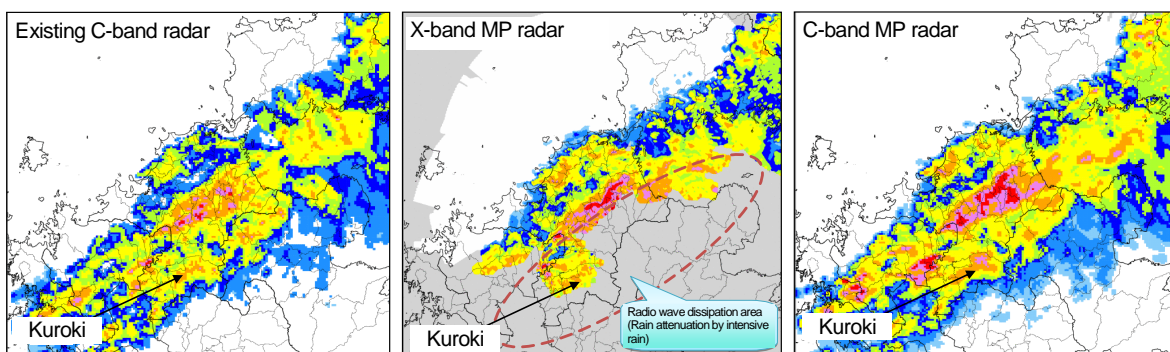 Existing C-band radar
Kuroki
X-band MP radar
Kuroki
Radio wave dissipation area
(Rain attenuation by intensive
rain)
C-band MP radar
Kuroki